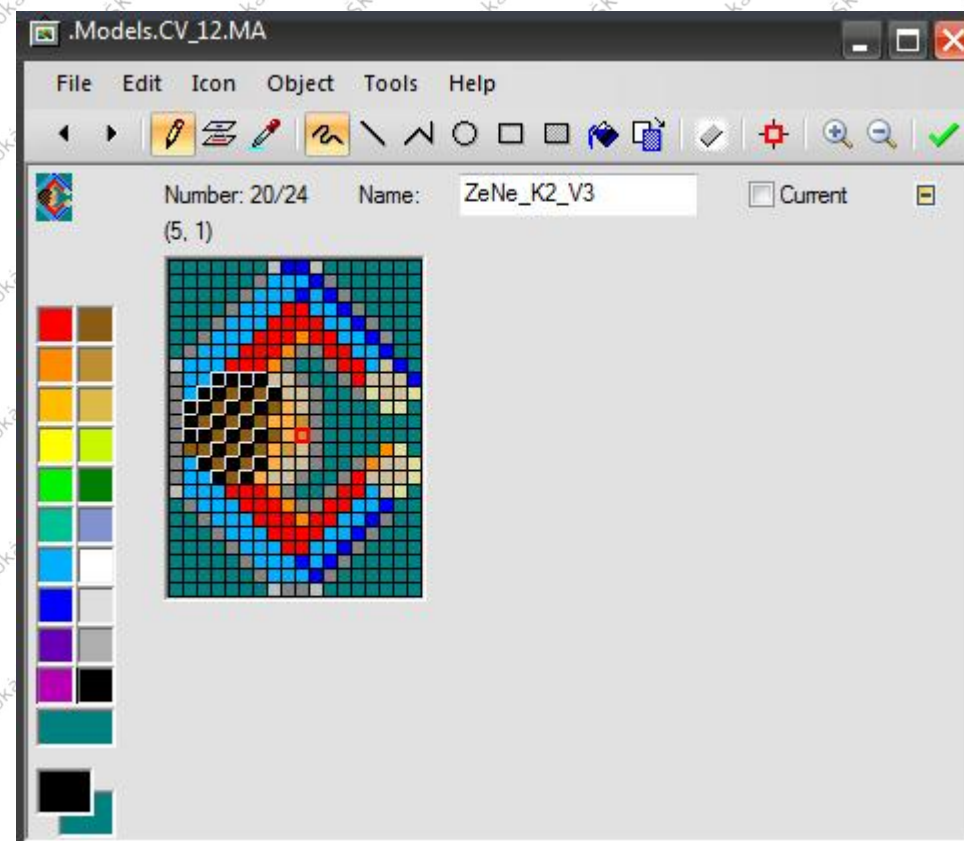 .Models.CV_12.MA
File Edit Icon Object Tools Help
Number: 20/24 Name: ZeNe_K2_V3 Current
(5, 1)